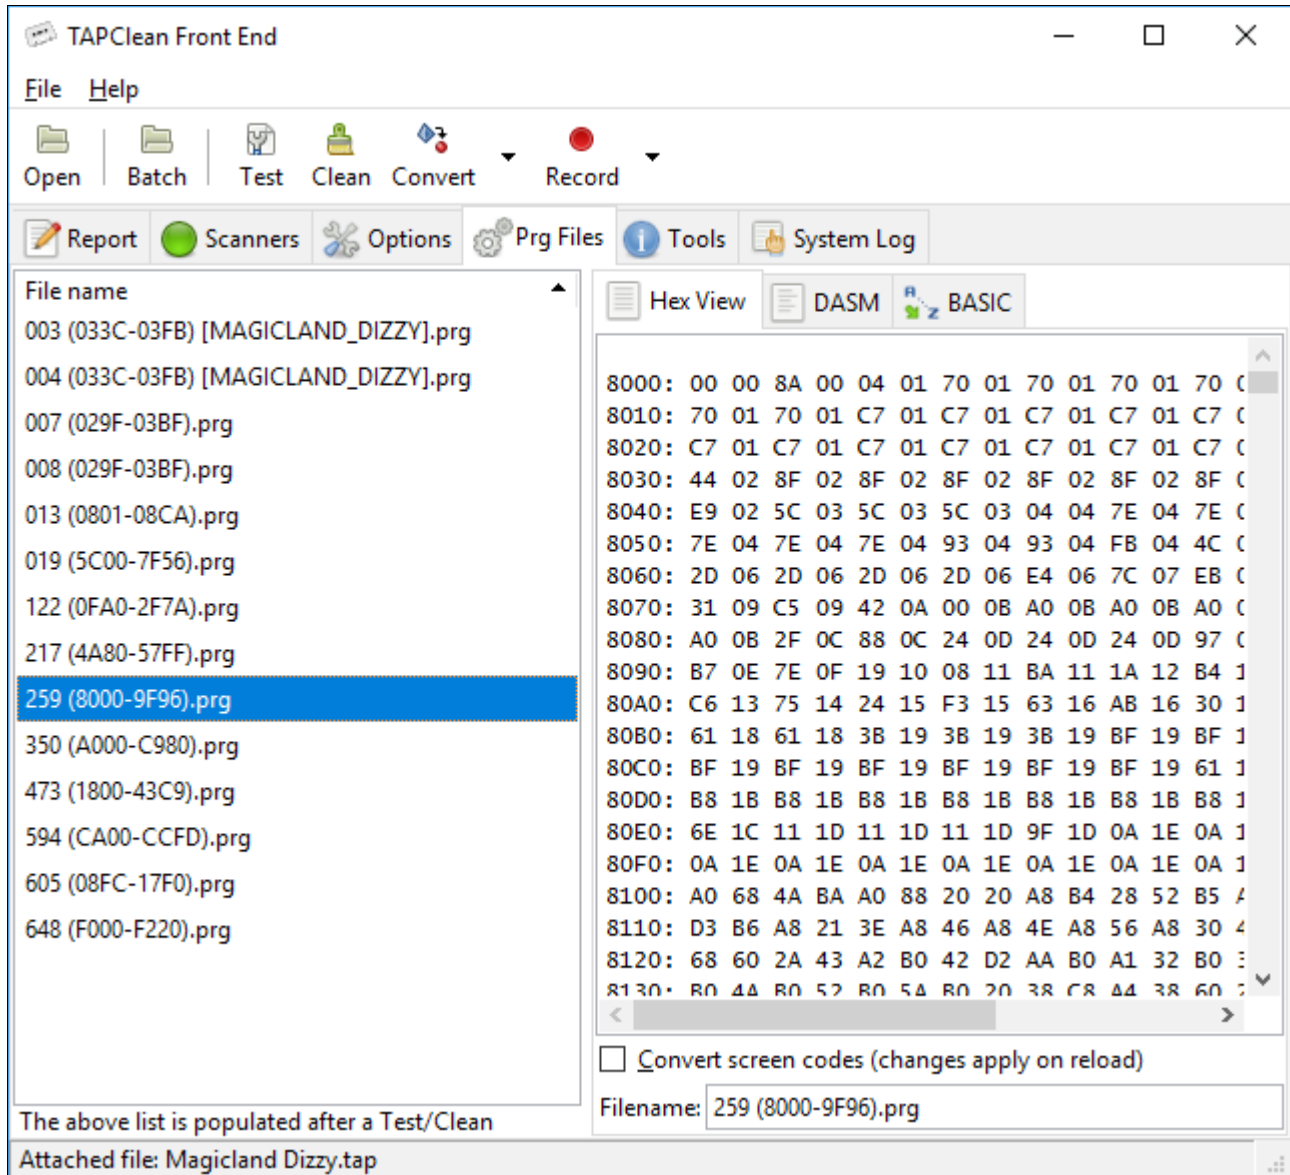 TAPClean Front End
File Help
Open Batch Test Clean Convert Record
Report Scanners Options Prg Files Tools System Log
File name
003 (033C-03FB) [MAGICLAND_DIZZY].prg
004 (033C-03FB) [MAGICLAND_DIZZY].prg
007 (029F-03BF).prg
008 (029F-03BF).prg
013 (0801-08CA).prg
019 (5C00-7F56).prg
122 (0FA0-2F7A).prg
217 (4A80-57FF).prg
259 (8000-9F96).prg
350 (A000-C980).prg
473 (1800-43C9).prg
594 (CA00-CCFD).prg
605 (08FC-17F0).prg
648 (F000-F220).prg
The above list is populated after a Test/Clean
Hex View DASM BASIC
8000: 00 00 8A 00 04 01 70 01 70 01 70 01 70
8010: 70 01 70 01 C7 01 C7 01 C7 01 C7 01 C7
8020: C7 01 C7 01 C7 01 C7 01 C7 01 C7 01 C7
8030: 44 02 8F 02 8F 02 8F 02 8F 02 8F 02 8F
8040: E9 02 5C 03 5C 03 5C 03 04 04 7E 04 7E
8050: 7E 04 7E 04 7E 04 93 04 93 04 FB 04 4C
8060: 2D 06 2D 06 2D 06 2D 06 E4 06 7C 07 EB
8070: 31 09 C5 09 42 0A 00 0B A0 0B A0 0B A0
8080: A0 0B 2F 0C 88 0C 24 0D 24 0D 24 0D 97
8090: B7 0E 7E 0F 19 10 08 11 BA 11 1A 12 B4
80A0: C6 13 75 14 24 15 F3 15 63 16 AB 16 30
80B0: 61 18 61 18 3B 19 3B 19 3B 19 BF 19 BF
80C0: BF 19 BF 19 BF 19 BF 19 BF 19 BF 19 61
80D0: B8 1B B8 1B B8 1B B8 1B B8 1B B8 1B B8
80E0: 6E 1C 11 1D 11 1D 11 1D 9F 1D 0A 1E 0A
80F0: 0A 1E 0A 1E 0A 1E 0A 1E 0A 1E 0A 1E 0A
8100: A0 68 4A BA A0 88 20 20 A8 B4 28 52 B5
8110: D3 B6 A8 21 3E A8 46 A8 4E A8 56 A8 30
8120: 68 60 2A 43 A2 B0 42 D2 AA B0 A1 32 B0
8130: B0 4A B0 52 B0 5A B0 20 38 C8 A4 38 60
Convert screen codes (changes apply on reload)
Filename: 259 (8000-9F96).prg
Attached file: Magicland Dizzy.tap